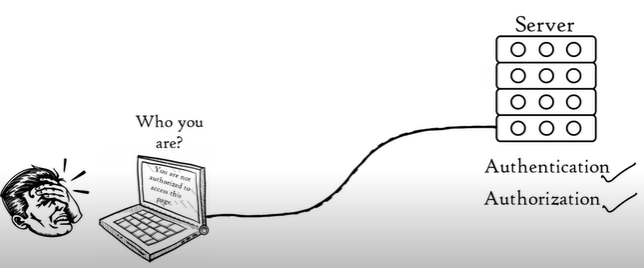 Server
Who you
are?
You are not
authorized to
access this
page.
Authentication
Authorization